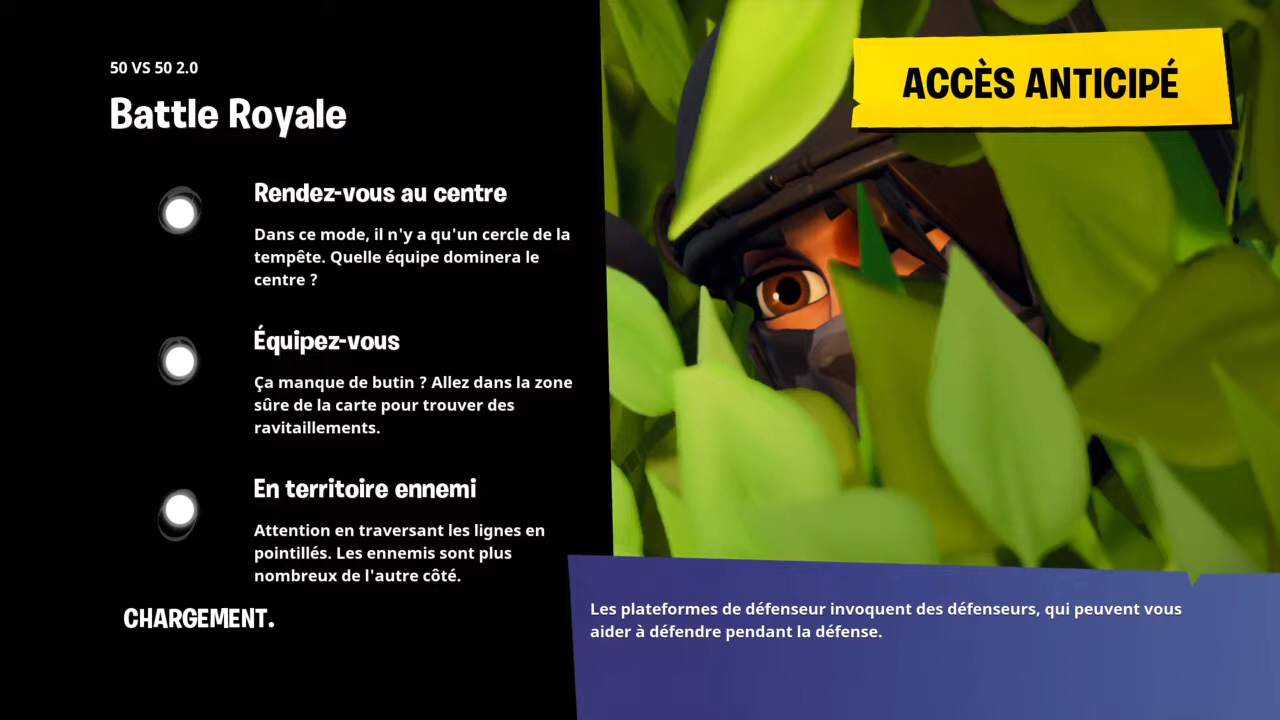 50 VS 50 2.0
Battle Royale
ACCÈS ANTICIPÉ
Rendez-vous au centre
Dans ce mode, il n'y a qu'un cercle de la
tempête. Quelle équipe dominera le
centre ?
Équipez-vous
Ça manque de butin ? Allez dans la zone
sûre de la carte pour trouver des
ravitaillements.
En territoire ennemi
Attention en traversant les lignes en
pointillés. Les ennemis sont plus
nombreux de l'autre côté.
CHARGEMENT.
Les plateformes de défenseur invoquent des défenseurs, qui peuvent vous
aider à défendre pendant la défense.